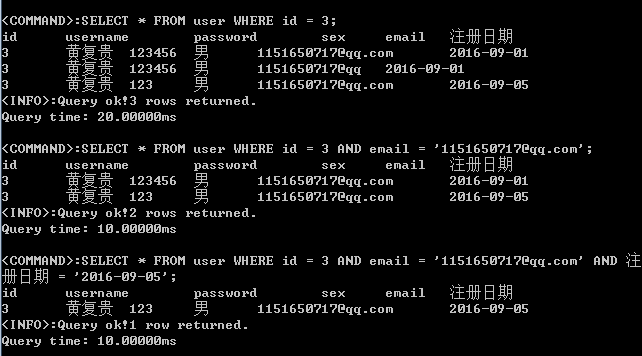 <COMMAND>:SELECT * FROM user WHERE id = 3;
id username password sex email 注册日期
3 黄复贵 123456 男 1151650717@qq.com 2016-09-01
3 黄复贵 123456 男 1151650717@qq 2016-09-01
3 黄复贵 123 男 1151650717@qq.com 2016-09-05
<INFO>:Query ok!3 rows returned.
Query time: 20.00000ms
<COMMAND>:SELECT * FROM user WHERE id = 3 AND email = '1151650717@qq.com';
id username password sex email 注册日期
3 黄复贵 123456 男 1151650717@qq.com 2016-09-01
3 黄复贵 123 男 1151650717@qq.com 2016-09-05
<INFO>:Query ok!2 rows returned.
Query time: 10.00000ms
<COMMAND>:SELECT * FROM user WHERE id = 3 AND email = '1151650717@qq.com' AND 注
册日期 = '2016-09-05';
id username password sex email 注册日期
3 黄复贵 123 男 1151650717@qq.com 2016-09-05
<INFO>:Query ok!1 row returned.
Query time: 10.00000ms